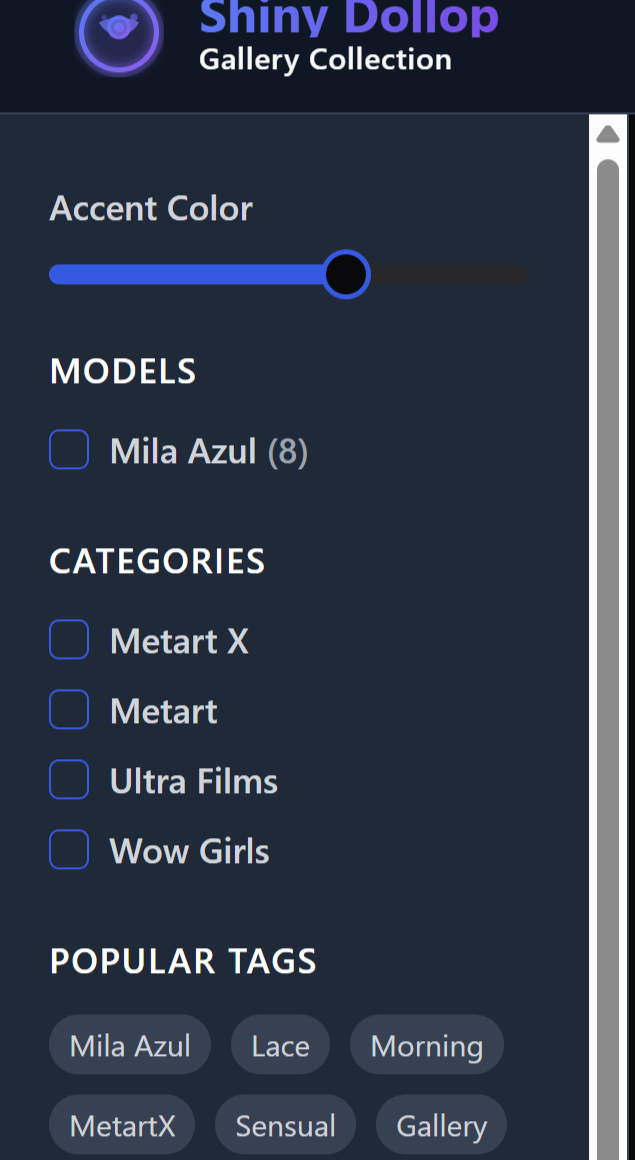 Shiny Dollop
Gallery Collection
Accent Color
MODELS
Mila Azul (8)
CATEGORIES
Metart X
Metart
Ultra Films
Wow Girls
POPULAR TAGS
Mila Azul Lace Morning
MetartX Sensual Gallery